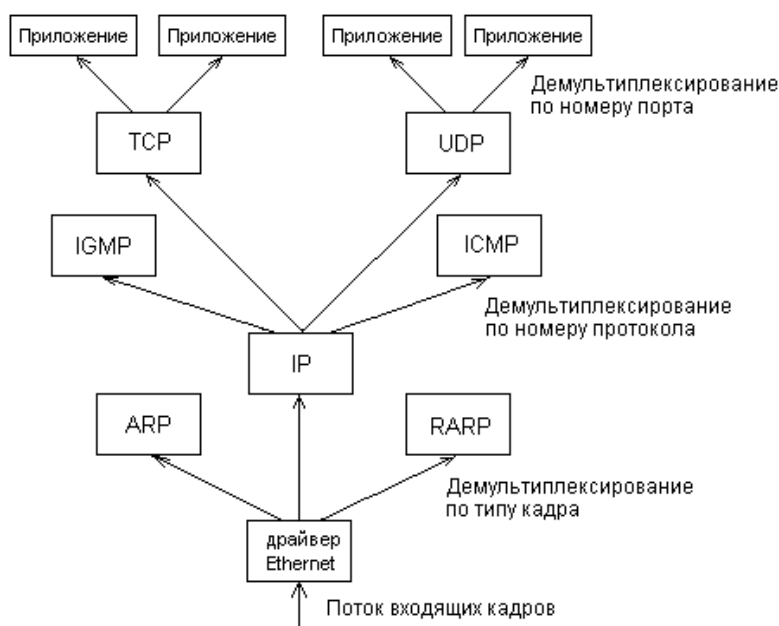 Приложение
Приложение
Приложение
Приложение
Демультиплексирование
по номеру порта
TCP
UDP
IGMP
ICMP
Демультиплексирование
по номеру протокола
IP
ARP
RARP
Демультиплексирование
по типу кадра
драйвер
Ethernet
Поток входящих кадров